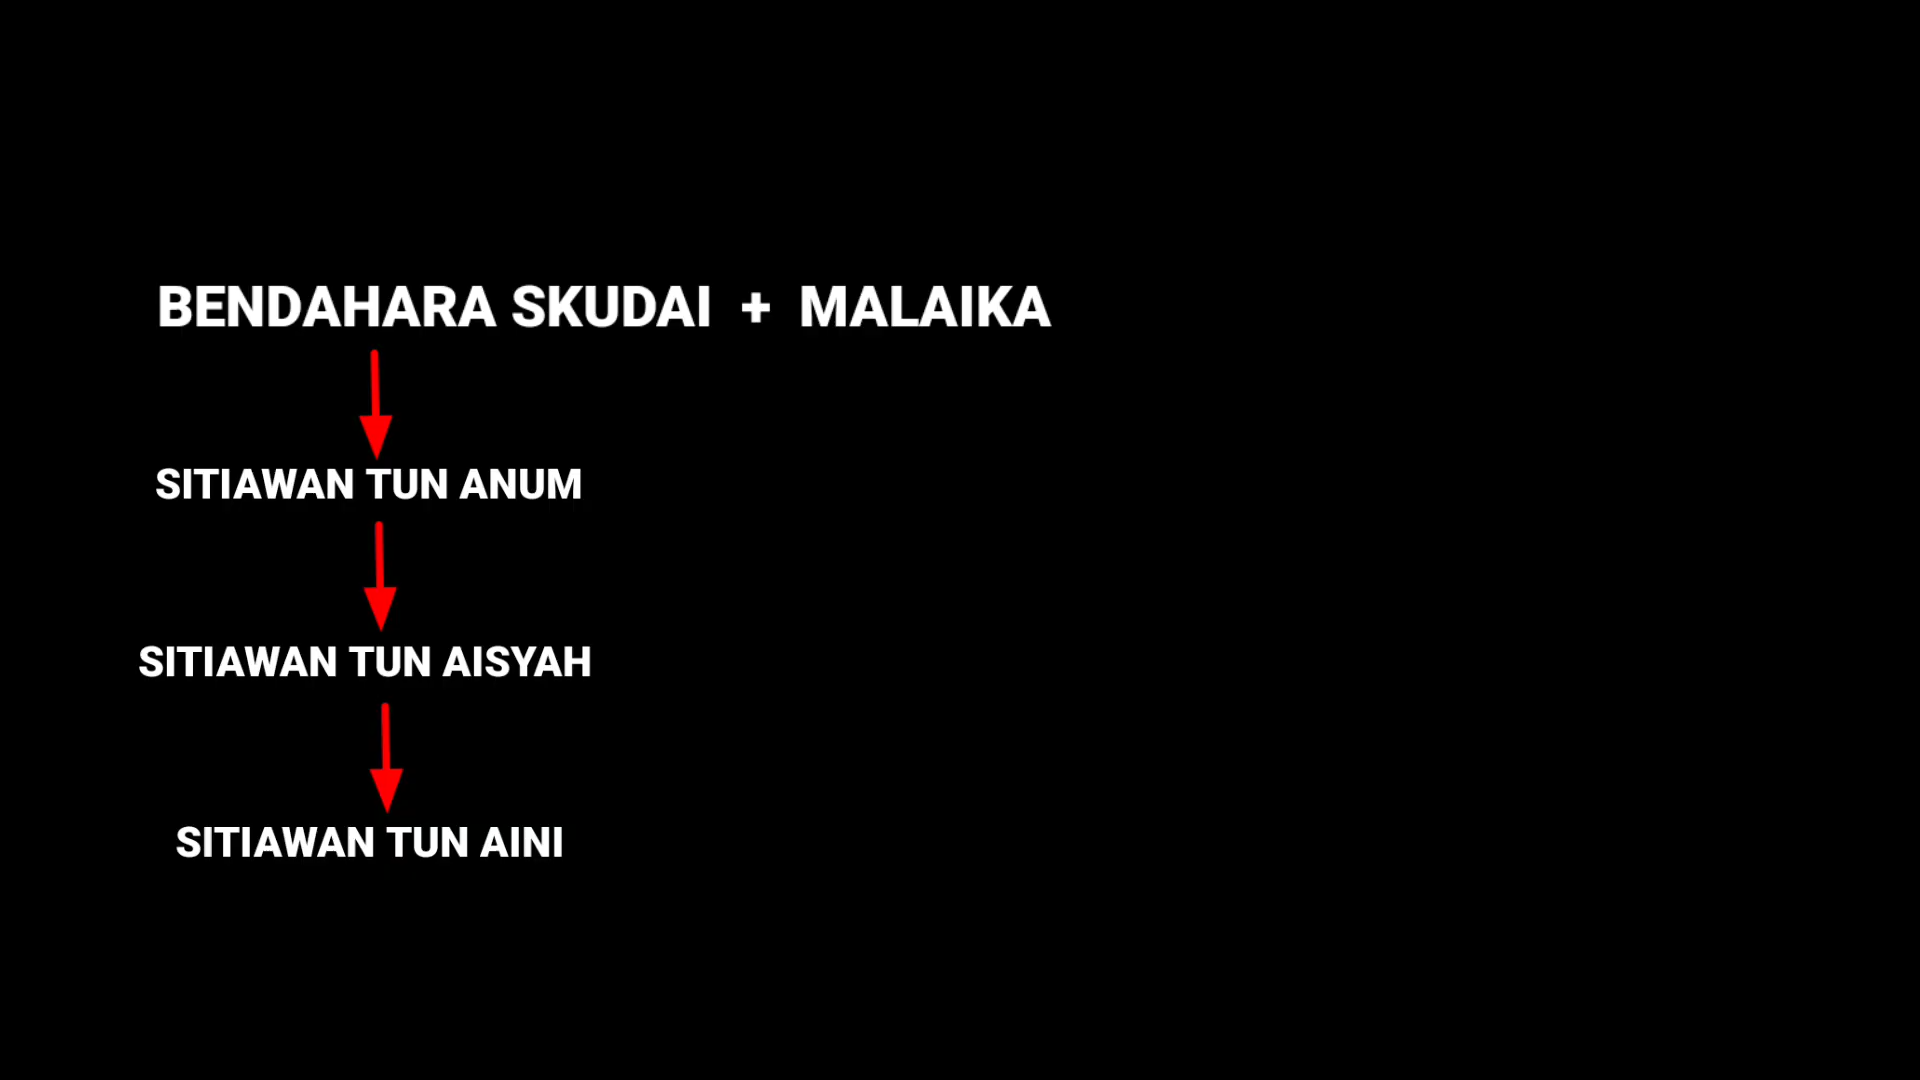 BENDAHARA SKUDAI + MALAIKA
SITIAWAN TUN ANUM
SITIAWAN TUN AISYAH
SITIAWAN TUN AINI